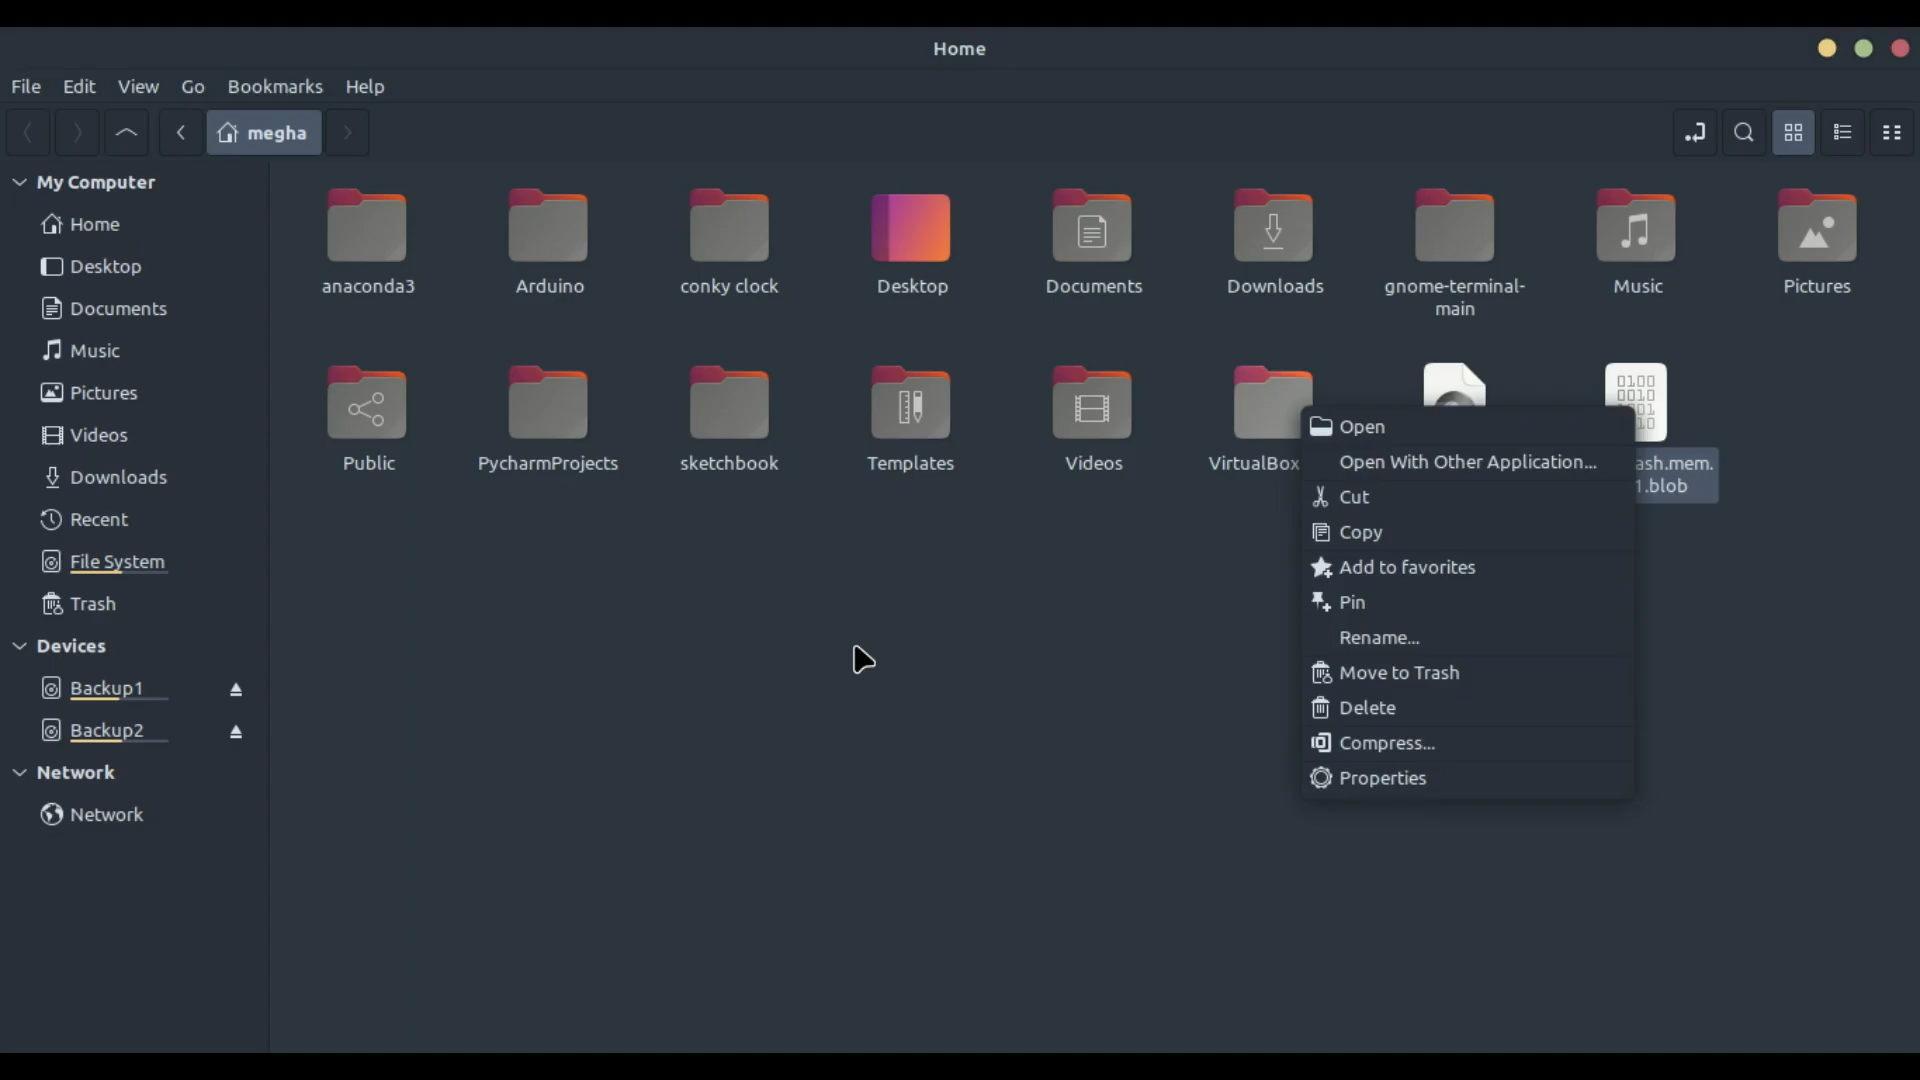 Home
File Edit View Go Bookmarks Help
megha
My Computer
Home
Desktop
Documents
Music
Pictures
Videos
Downloads
Recent
File System
Trash
Devices
Backup1
Backup2
Network
Network
anaconda3 Arduino conky clock Desktop Documents Downloads gnome-terminal-
main Music Pictures
Public PycharmProjects sketchbook Templates Videos VirtualBox
ash.mem.
1.blob
Open
Open With Other Application...
Cut
Copy
Add to favorites
Pin
Rename...
Move to Trash
Delete
Compress...
Properties